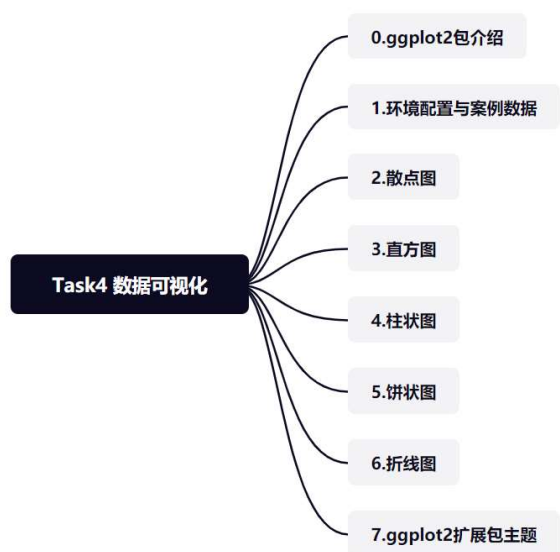 Task4 数据可视化
0.ggplot2包介绍
1.环境配置与案例数据
2.散点图
3.直方图
4.柱状图
5.饼状图
6.折线图
7.ggplot2扩展包主题